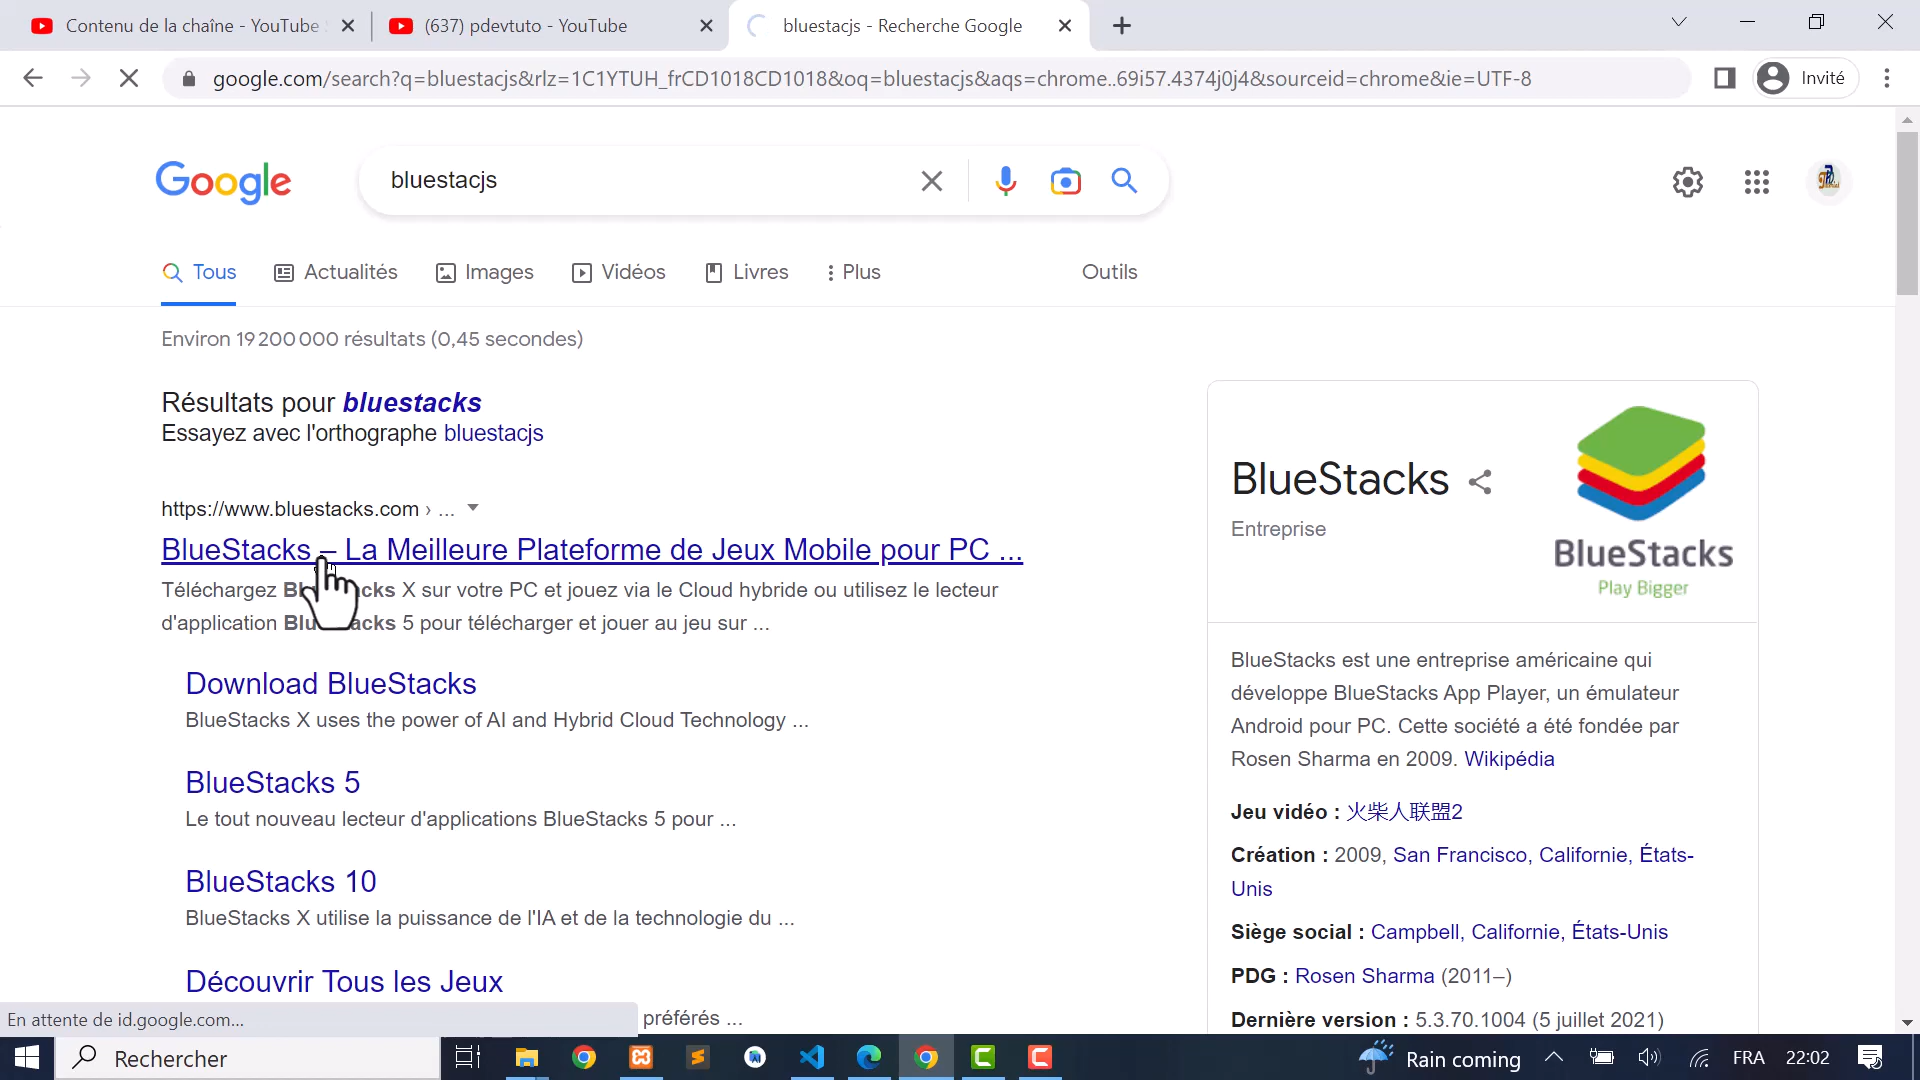 Contenu de la chaîne - YouTube
(637) pdevtuto - YouTube
bluestacjs - Recherche Google
google.com/search?q=bluestacjs&rlz=1C1YTUH_frCD1018CD1018&oq=bluestacjs&aqs=chrome..69i57.4374j0j4&sourceid=chrome&ie=UTF-8
Invité
Google
bluestacjs
Tous
Actualités
Images
Vidéos
Livres
Plus
Outils
Environ 19 200 000 résultats (0,45 secondes)
Résultats pour bluestacks
Essayez avec l'orthographe bluestacjs
https://www.bluestacks.com › ...
BlueStacks – La Meilleure Plateforme de Jeux Mobile pour PC ...
Téléchargez BlueStacks X sur votre PC et jouez via le Cloud hybride ou utilisez le lecteur
d'application BlueStacks 5 pour télécharger et jouer au jeu sur ...
Download BlueStacks
BlueStacks X uses the power of AI and Hybrid Cloud Technology ...
BlueStacks 5
Le tout nouveau lecteur d'applications BlueStacks 5 pour ...
BlueStacks 10
BlueStacks X utilise la puissance de l'IA et de la technologie du ...
Découvrir Tous les Jeux
préférés ...
BlueStacks
Entreprise
BlueStacks
Play Bigger
BlueStacks est une entreprise américaine qui
développe BlueStacks App Player, un émulateur
Android pour PC. Cette société a été fondée par
Rosen Sharma en 2009. Wikipédia
Jeu vidéo : 火柴人联盟2
Création : 2009, San Francisco, Californie, États-
Unis
Siège social : Campbell, Californie, États-Unis
PDG : Rosen Sharma (2011–)
Dernière version : 5.3.70.1004 (5 juillet 2021)
En attente de id.google.com...
Rechercher
Rain coming
FRA
22:02